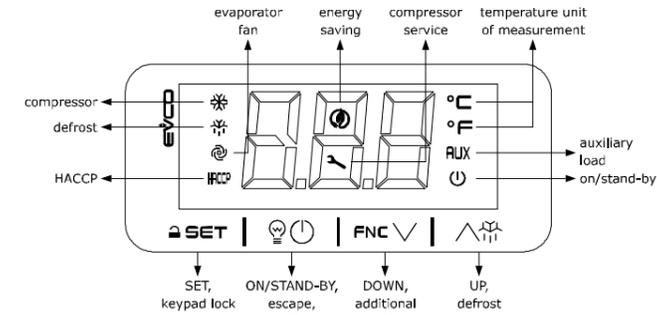 evaporator
fan
energy
saving
compressor
service
temperature unit
of measurement
compressor
defrost
HACCP
EVCO
HACCP
°C
°F
AUX
auxiliary
load
on/stand-by
SET
FNC
SET,
keypad lock
ON/STAND-BY,
escape,
DOWN,
additional
UP,
defrost